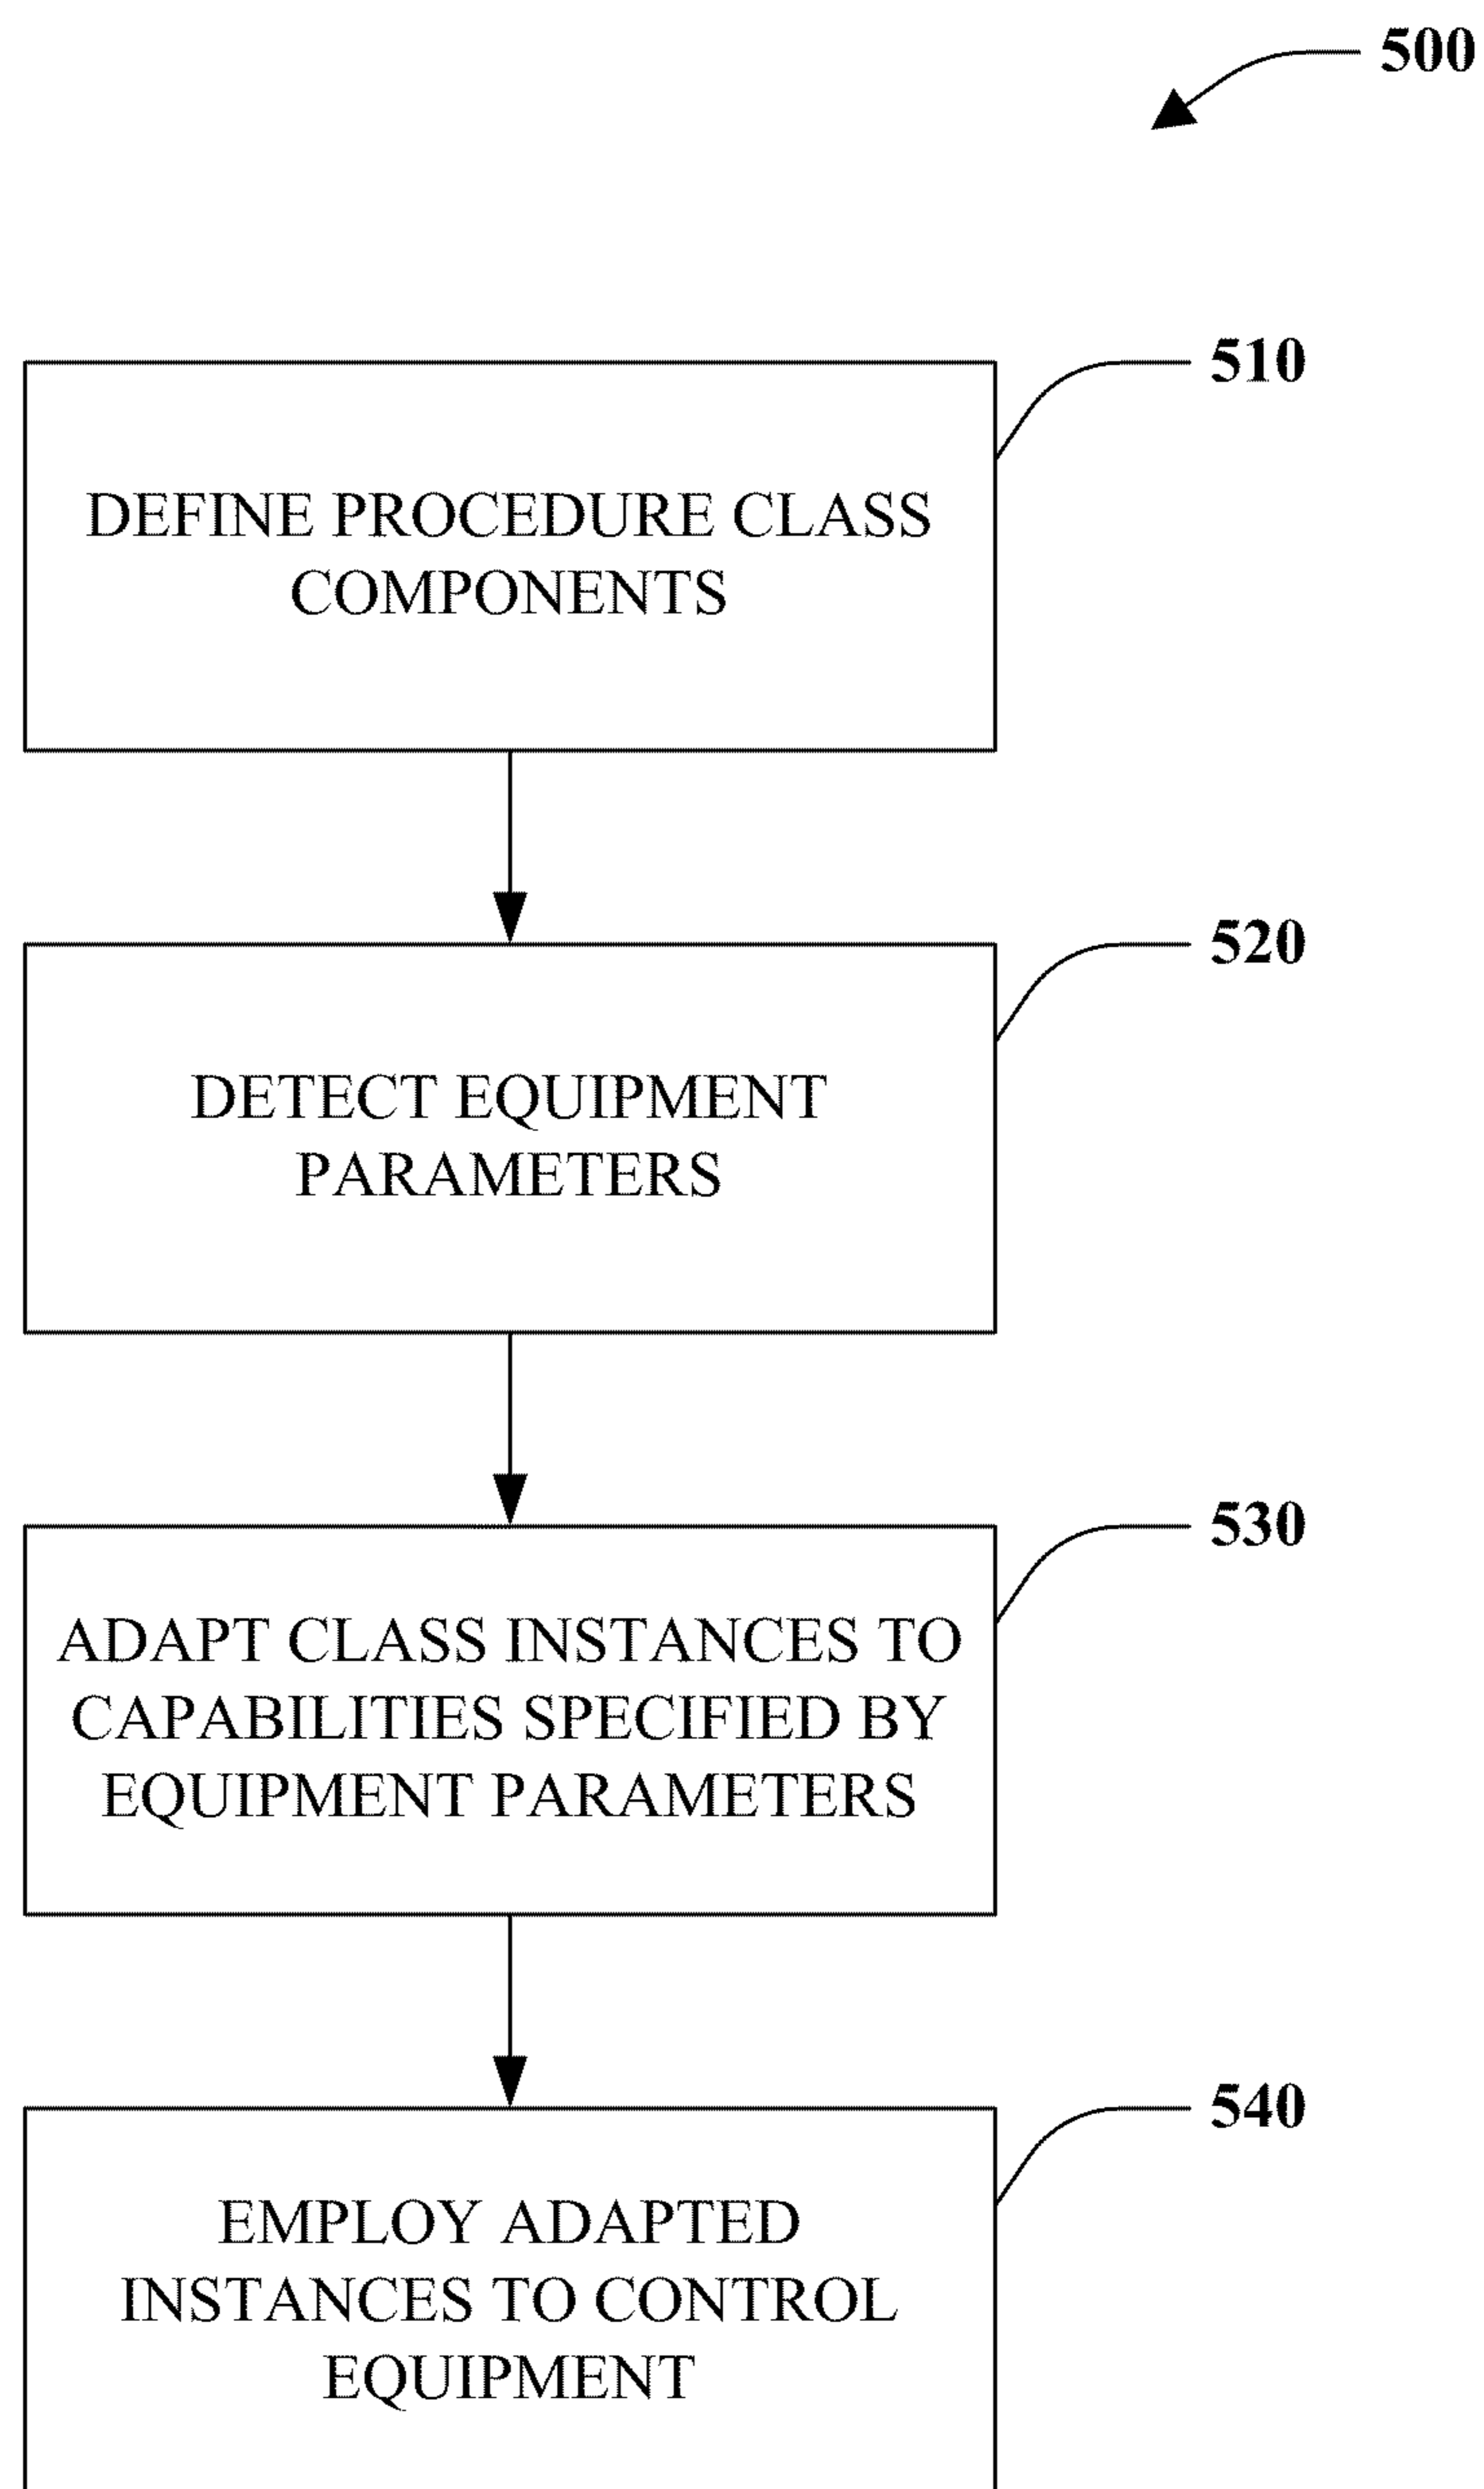 500
510
DEFINE PROCEDURE CLASS
COMPONENTS
520
DETECT EQUIPMENT
PARAMETERS
530
ADAPT CLASS INSTANCES TO
CAPABILITIES SPECIFIED BY
EQUIPMENT PARAMETERS
540
EMPLOY ADAPTED
INSTANCES TO CONTROL
EQUIPMENT